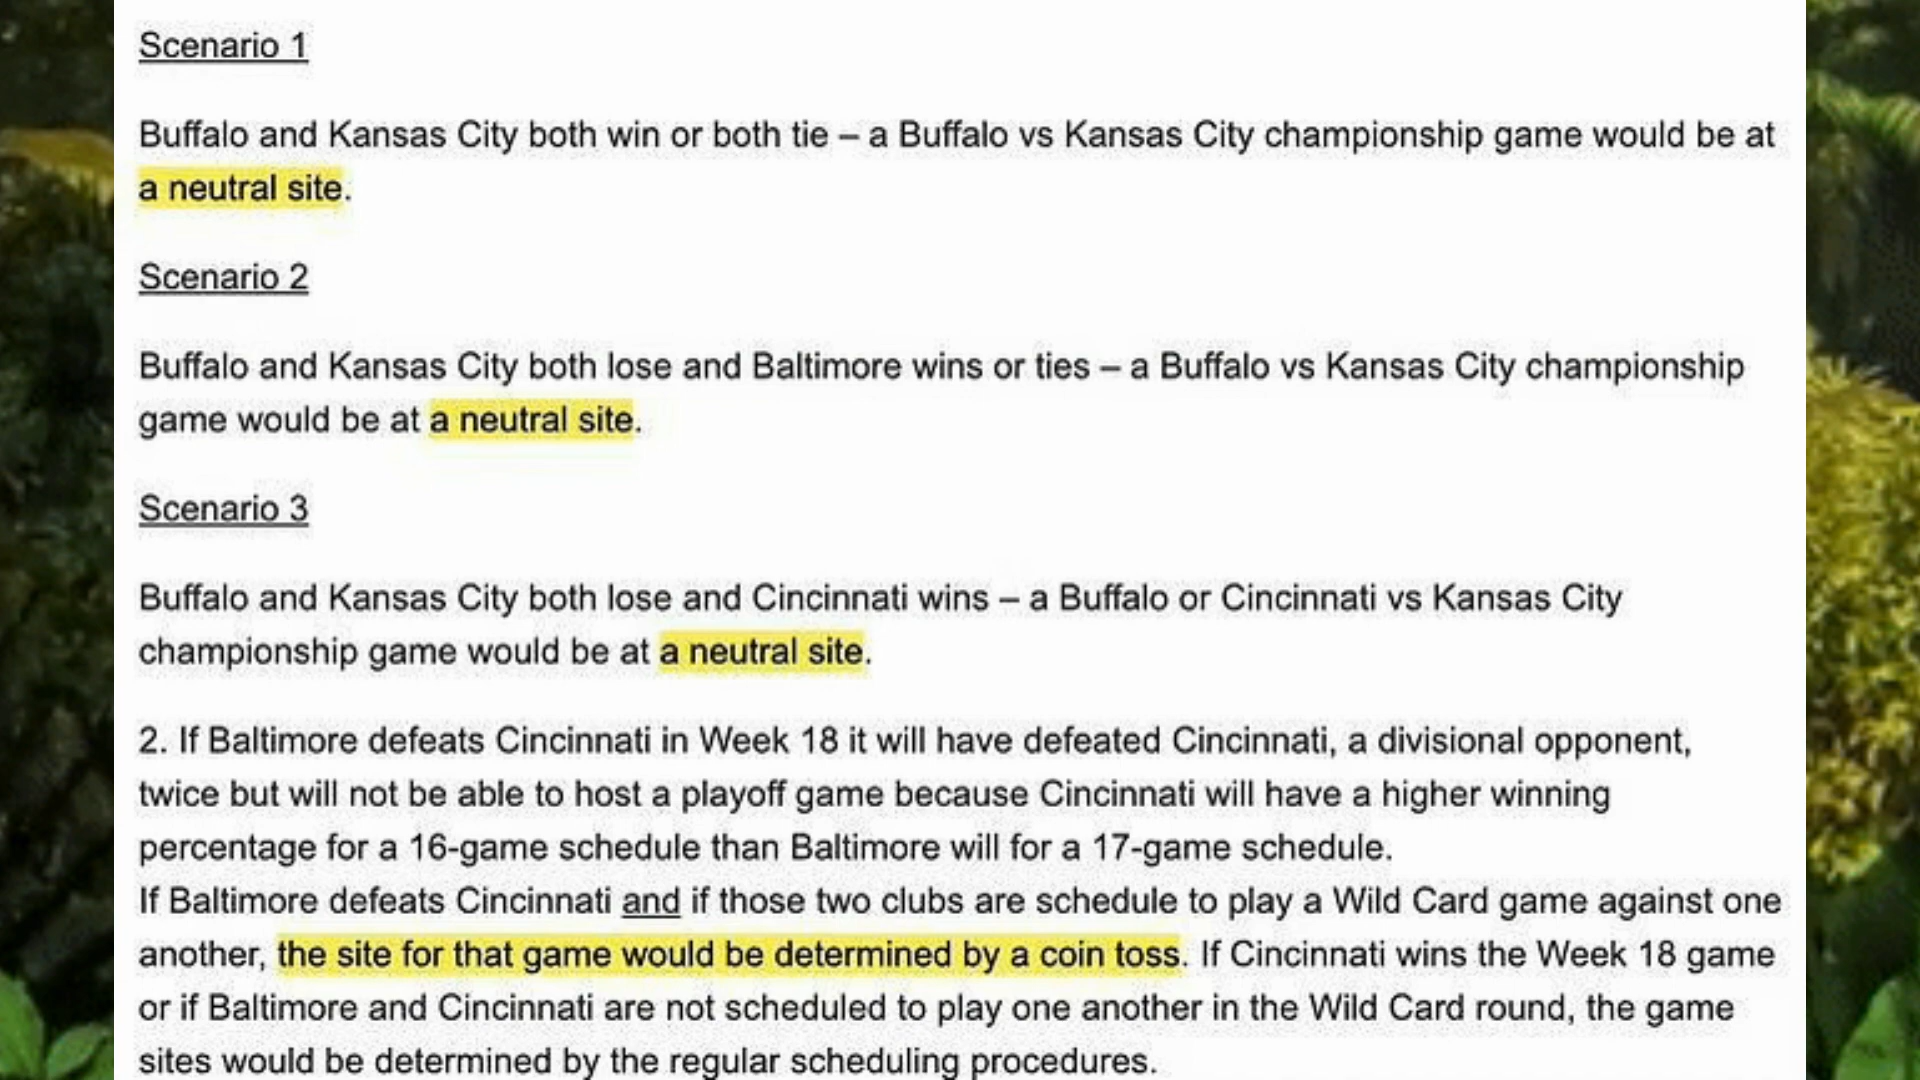 Scenario 1
Buffalo and Kansas City both win or both tie – a Buffalo vs Kansas City championship game would be at
a neutral site.
Scenario 2
Buffalo and Kansas City both lose and Baltimore wins or ties – a Buffalo vs Kansas City championship
game would be at a neutral site.
Scenario 3
Buffalo and Kansas City both lose and Cincinnati wins – a Buffalo or Cincinnati vs Kansas City
championship game would be at a neutral site.
2. If Baltimore defeats Cincinnati in Week 18 it will have defeated Cincinnati, a divisional opponent,
twice but will not be able to host a playoff game because Cincinnati will have a higher winning
percentage for a 16-game schedule than Baltimore will for a 17-game schedule.
If Baltimore defeats Cincinnati and if those two clubs are schedule to play a Wild Card game against one
another, the site for that game would be determined by a coin toss. If Cincinnati wins the Week 18 game
or if Baltimore and Cincinnati are not scheduled to play one another in the Wild Card round, the game
sites would be determined by the regular scheduling procedures.